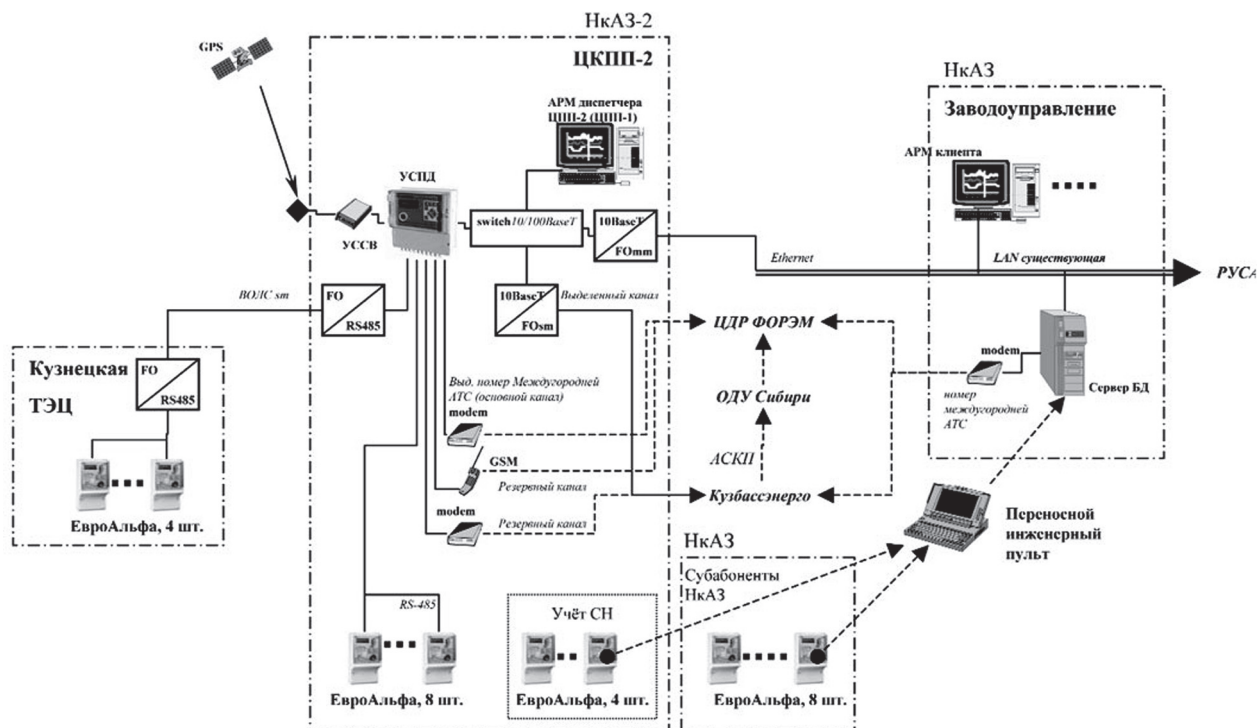 НкАЗ-2
GPS
ЦКПП-2
НкАЗ
Заводоуправление
АРМ диспетчера
ЦПП-2 (ЦПП-1)
АРМ клиента
УСПД
УССВ
switch10/100BaseT
10BaseT
FOmm
Ethernet
LAN существующая
РУСА
ВОЛС sm
FO
RS485
10BaseT
FOsm
Выделенный канал
ЦДР ФОРЭМ
modem
Сервер БД
номер
междугородней
АТС
Кузнецкая
ТЭЦ
FO
RS485
Выд. номер Междугородней
АТС (основной канал)
modem
ОДУ Сибири
GSM
АСКП
Резервный канал
Кузбассэнерго
modem
Резервный канал
ЕвроАльфа, 4 шт.
Переносной
инженерный
пульт
НкАЗ
Субабоненты
НкАЗ
RS-485
Учёт СН
ЕвроАльфа, 8 шт.
ЕвроАльфа, 4 шт.
ЕвроАльфа, 8 шт.